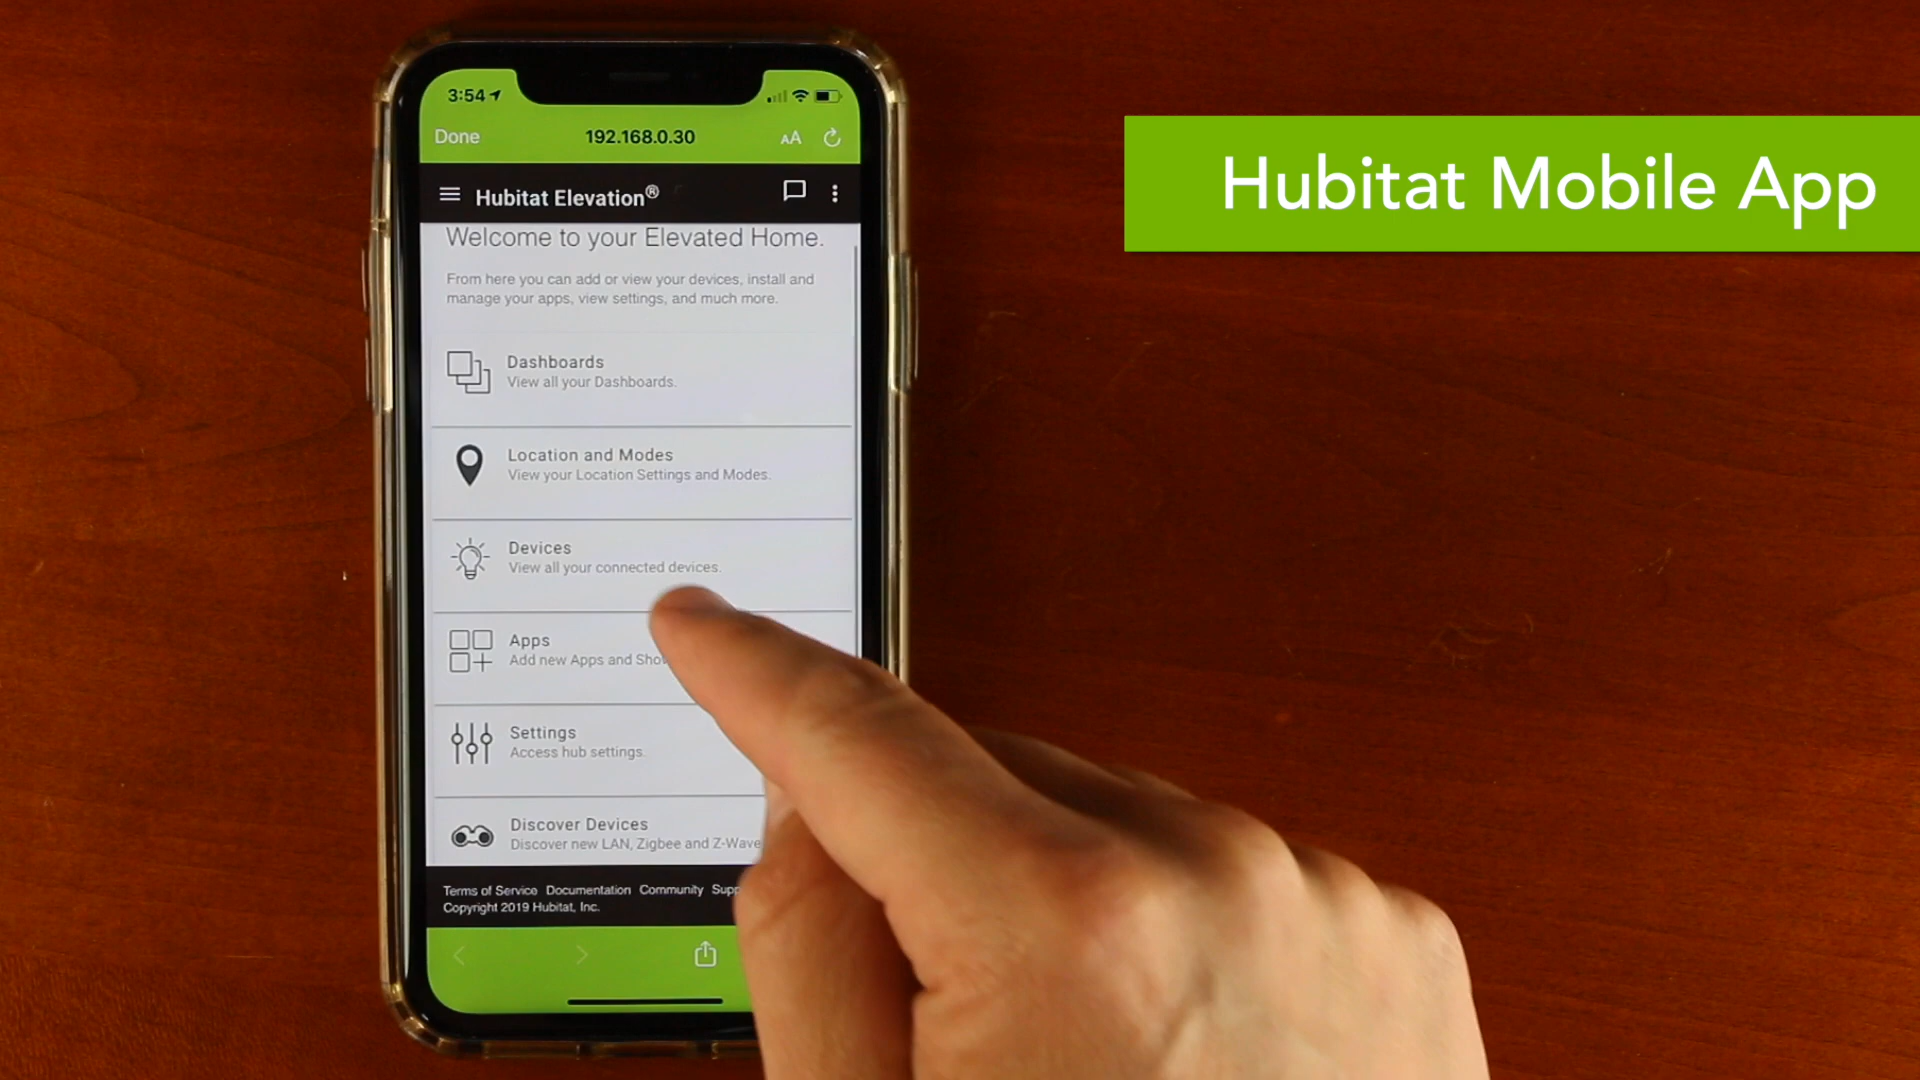 3:54
Done 192.168.0.30 AA
Hubitat Elevation®
Welcome to your Elevated Home.
From here you can add or view your devices, install and
manage your apps, view settings, and much more.
Dashboards
View all your Dashboards.
Location and Modes
View your Location Settings and Modes.
Devices
View all your connected devices.
Apps
Add new Apps and
Settings
Access hub settings.
Discover Devices
Discover new LAN, Zigbee and Z-Wave
Terms of Service Documentation Community
Copyright 2019 Hubitat, Inc.
Hubitat Mobile App